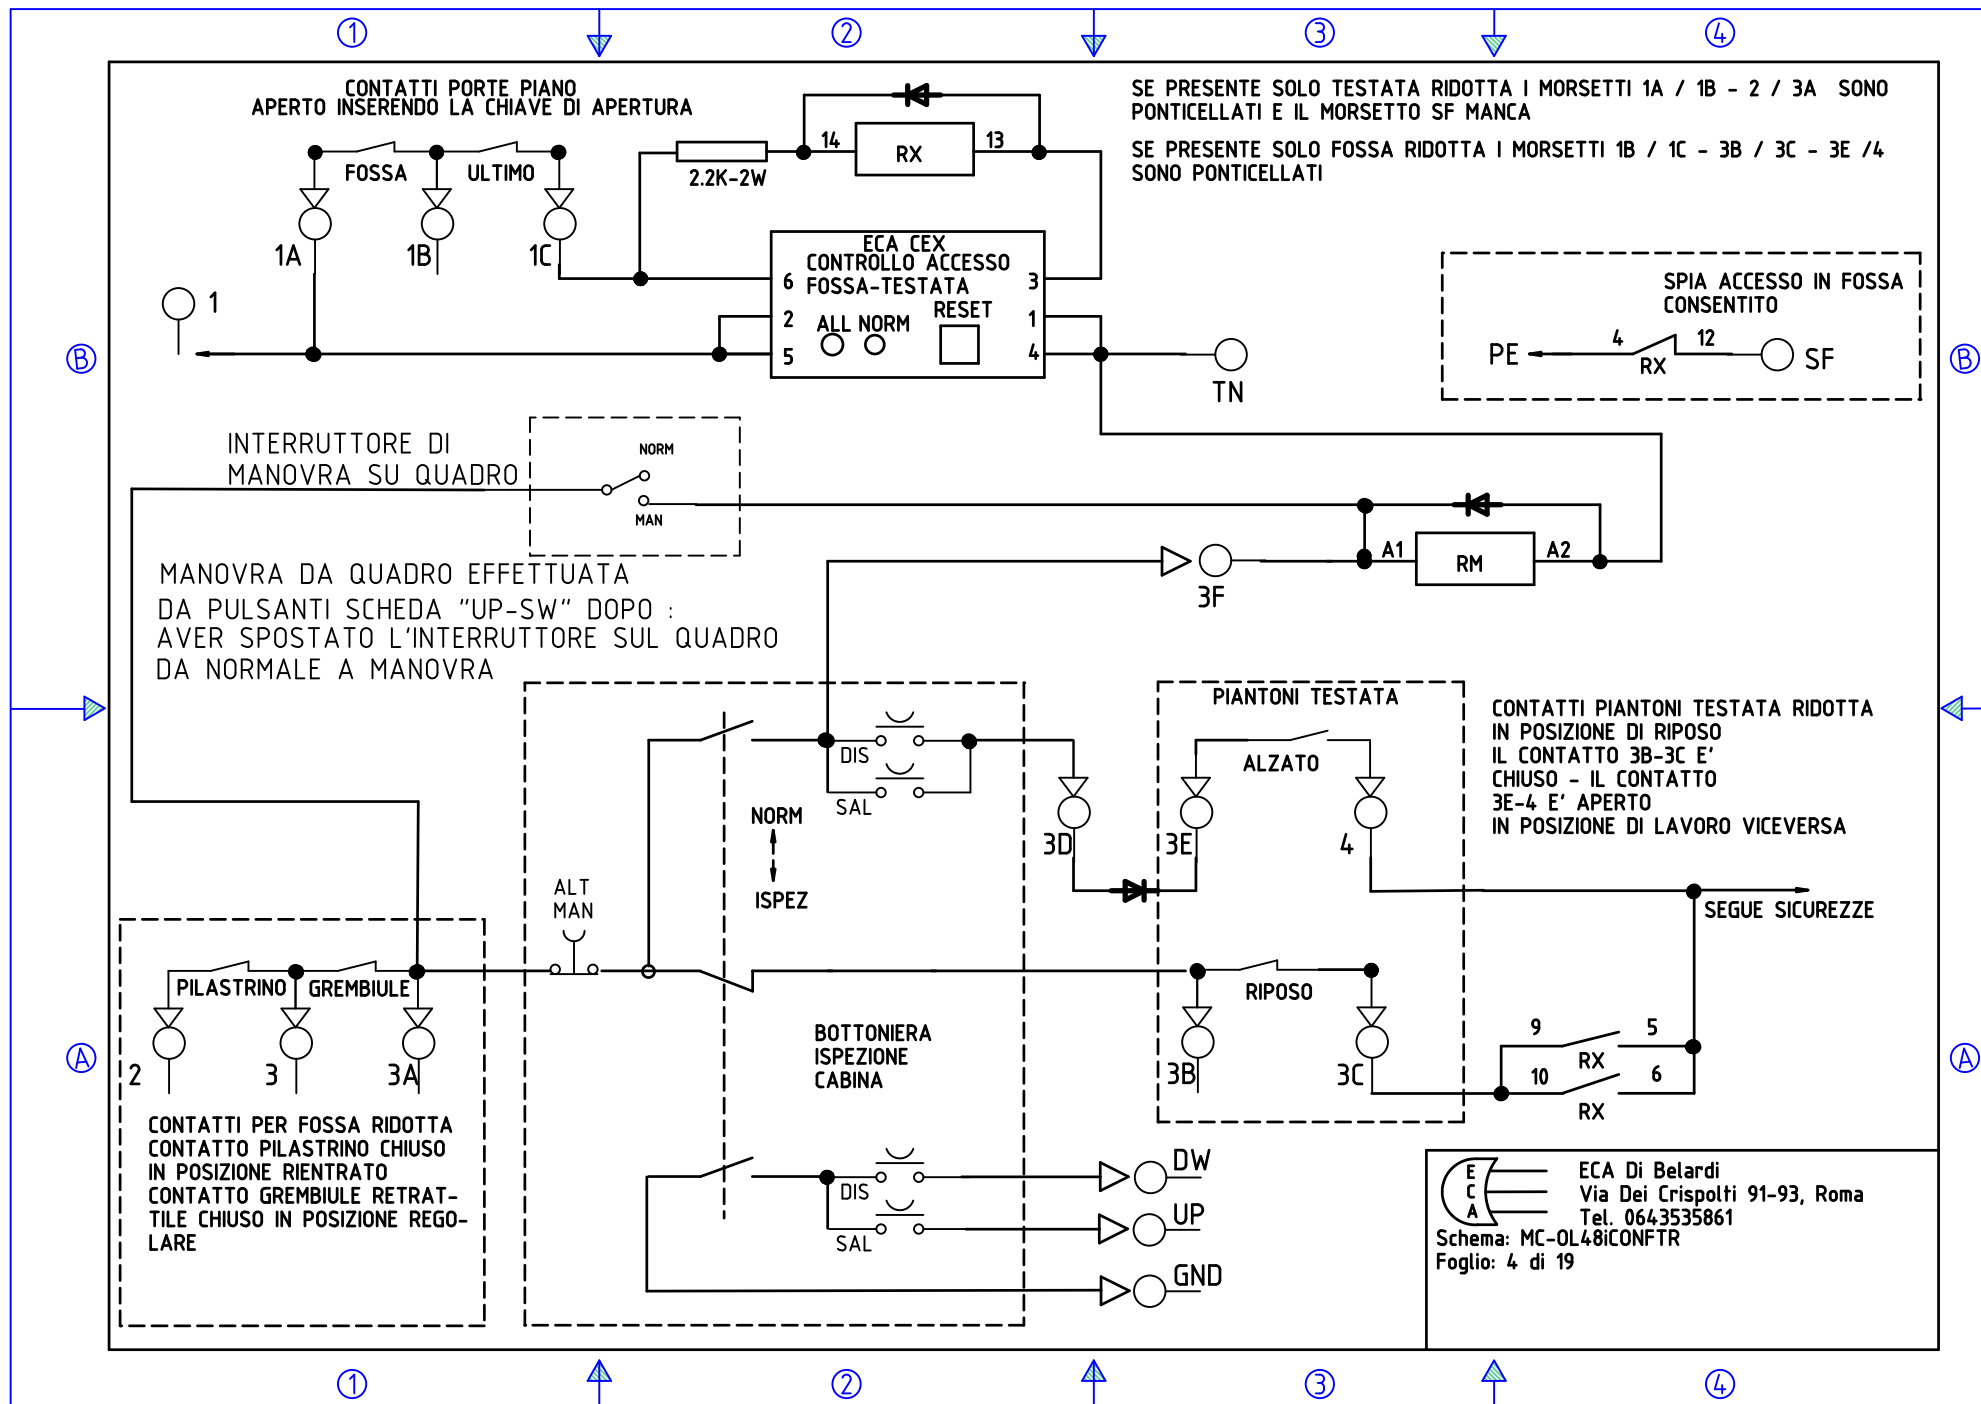 1
2
3
4
CONTATTI PORTE PIANO
APERTO INSERENDO LA CHIAVE DI APERTURA
FOSSA
ULTIMO
1A
1B
1C
1
2.2K-2W
14
RX
13
SE PRESENTE SOLO TESTATA RIDOTTA I MORSETTI 1A / 1B - 2 / 3A SONO
PONTICELLATI E IL MORSETTO SF MANCA
SE PRESENTE SOLO FOSSA RIDOTTA I MORSETTI 1B / 1C - 3B / 3C - 3E /4
SONO PONTICELLATI
ECA CEX
CONTROLLO ACCESSO
FOSSA-TESTATA
RESET
ALL NORM
6
2
5
3
1
4
TN
SPIA ACCESSO IN FOSSA
CONSENTITO
PE
4
RX
12
SF
B
B
INTERRUTTORE DI
MANOVRA SU QUADRO
NORM
MAN
MANOVRA DA QUADRO EFFETTUATA
DA PULSANTI SCHEDA "UP-SW" DOPO :
AVER SPOSTATO L'INTERRUTTORE SUL QUADRO
DA NORMALE A MANOVRA
3F
A1
RM
A2
DIS
SAL
NORM
ISPEZ
3D
PIANTONI TESTATA
ALZATO
3E
4
CONTATTI PIANTONI TESTATA RIDOTTA
IN POSIZIONE DI RIPOSO
IL CONTATTO 3B-3C E'
CHIUSO - IL CONTATTO
3E-4 E' APERTO
IN POSIZIONE DI LAVORO VICEVERSA
SEGUE SICUREZZE
ALT
MAN
PILASTRINO
GREMBIULE
2
3
3A
CONTATTI PER FOSSA RIDOTTA
CONTATTO PILASTRINO CHIUSO
IN POSIZIONE RIENTRATO
CONTATTO GREMBIULE RETRAT-
TILE CHIUSO IN POSIZIONE REGO-
LARE
BOTTONIERA
ISPEZIONE
CABINA
RIPOSO
3B
3C
9
RX
5
10
RX
6
A
A
DIS
SAL
DW
UP
GND
E
C
A
ECA Di Belardi
Via Dei Crispolti 91-93, Roma
Tel. 0643535861
Schema: MC-OL48iCONFTR
Foglio: 4 di 19
1
2
3
4